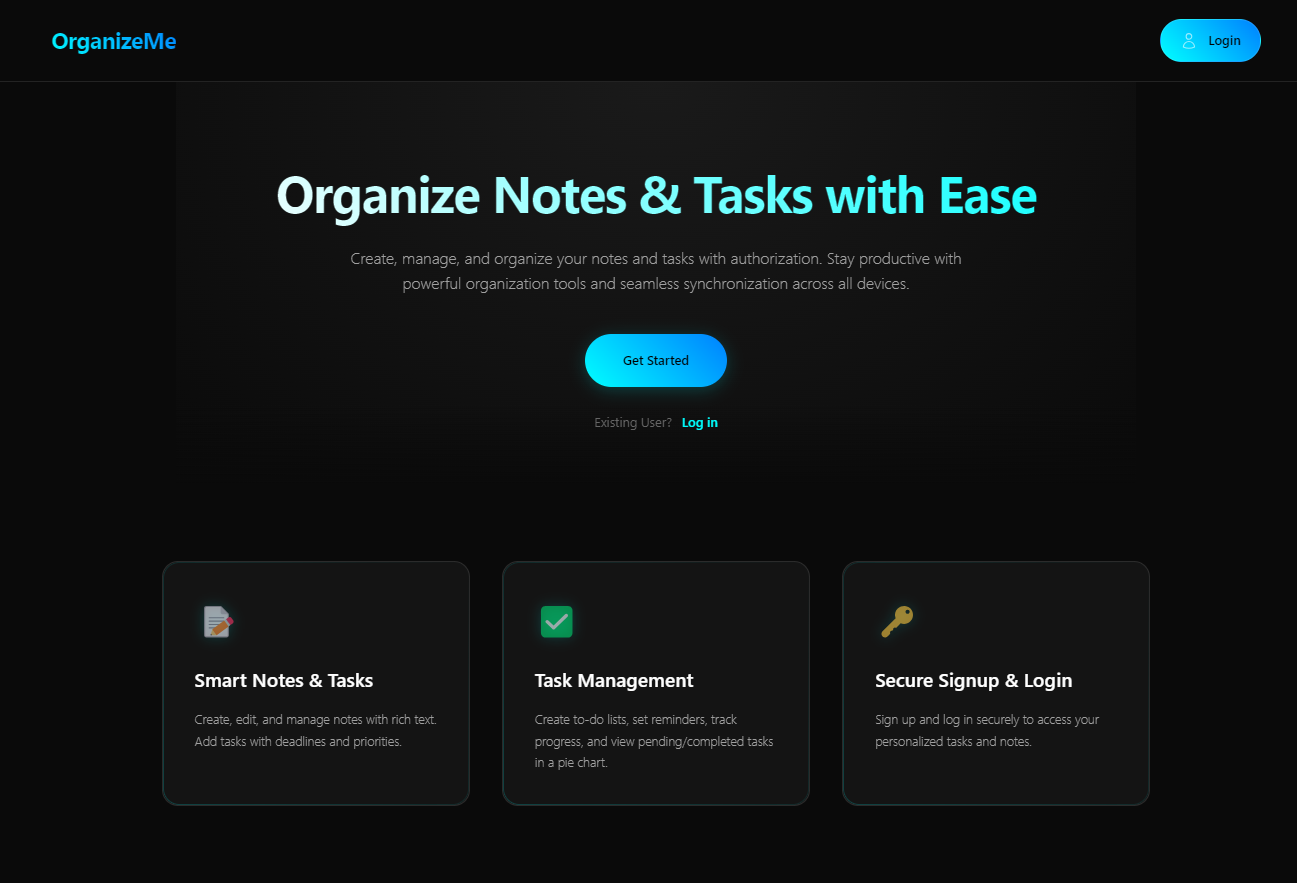 OrganizeMe
Login
Organize Notes & Tasks with Ease
Create, manage, and organize your notes and tasks with authorization. Stay productive with
powerful organization tools and seamless synchronization across all devices.
Get Started
Existing User? Log in
Smart Notes & Tasks
Create, edit, and manage notes with rich text.
Add tasks with deadlines and priorities.
Task Management
Create to-do lists, set reminders, track
progress, and view pending/completed tasks
in a pie chart.
Secure Signup & Login
Sign up and log in securely to access your
personalized tasks and notes.